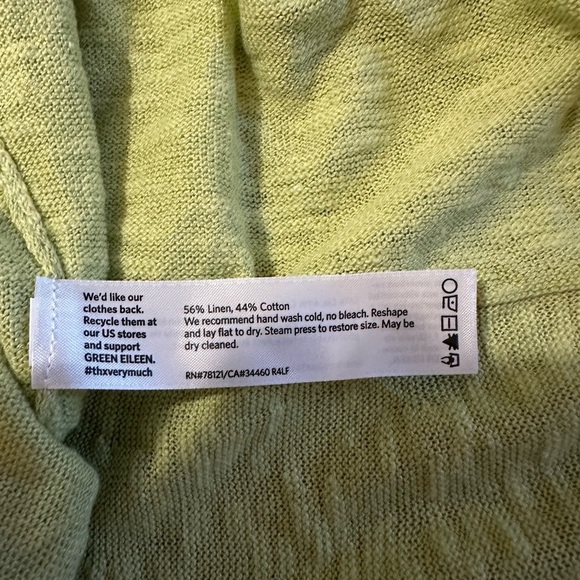 We'd like our
clothes back.
Recycle them at
our US stores
and support
GREEN EILEEN.
#thxverymuch
56% Linen, 44% Cotton
We recommend hand wash cold, no bleach. Reshape
and lay flat to dry. Steam press to restore size. May be
dry cleaned.
RN#78121/CA#34460 R4LF